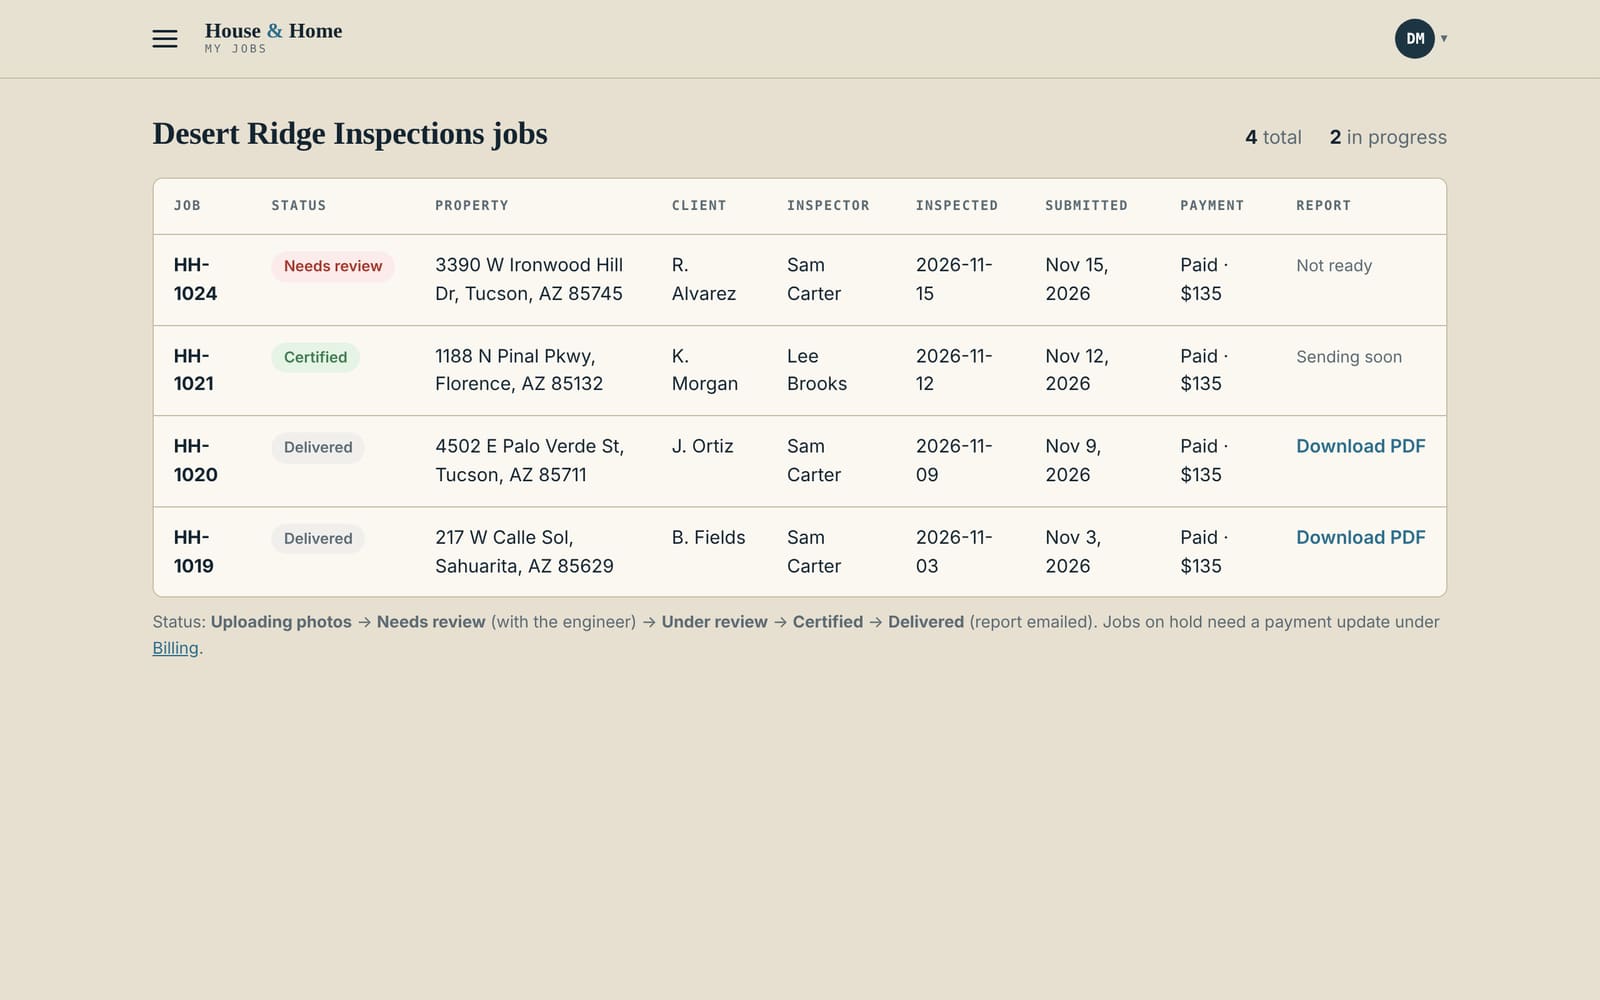 House & Home
MY JOBS
DM ▾
Desert Ridge Inspections jobs
4 total 2 in progress
JOB STATUS PROPERTY CLIENT INSPECTOR INSPECTED SUBMITTED PAYMENT REPORT
HH- Needs review 3390 W Ironwood Hill R. Sam 2026-11- Nov 15, Paid · Not ready
1024 Dr, Tucson, AZ 85745 Alvarez Carter 15 2026 $135
HH- Certified 1188 N Pinal Pkwy, K. Lee 2026-11- Nov 12, Paid · Sending soon
1021 Florence, AZ 85132 Morgan Brooks 12 2026 $135
HH- Delivered 4502 E Palo Verde St, J. Ortiz Sam 2026-11- Nov 9, Paid · Download PDF
1020 Tucson, AZ 85711 Carter 09 2026 $135
HH- Delivered 217 W Calle Sol, B. Fields Sam 2026-11- Nov 3, Paid · Download PDF
1019 Sahuarita, AZ 85629 Carter 03 2026 $135
Status: Uploading photos → Needs review (with the engineer) → Under review → Certified → Delivered (report emailed). Jobs on hold need a payment update under
Billing.